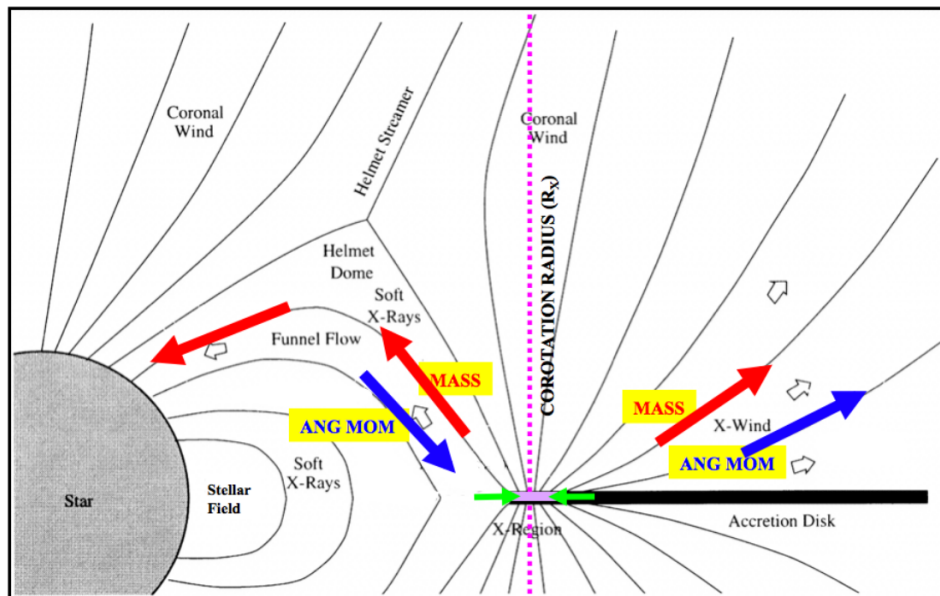 Coronal
Wind
Helmet Streamer
Coronal
Wind
COROTATION RADIUS (RX)
Helmet
Dome
Soft
X-Rays
Funnel Flow
MASS
MASS
X-Wind
ANG MOM
ANG MOM
Soft
X-Rays
Stellar
Field
Star
X-Region
Accretion Disk